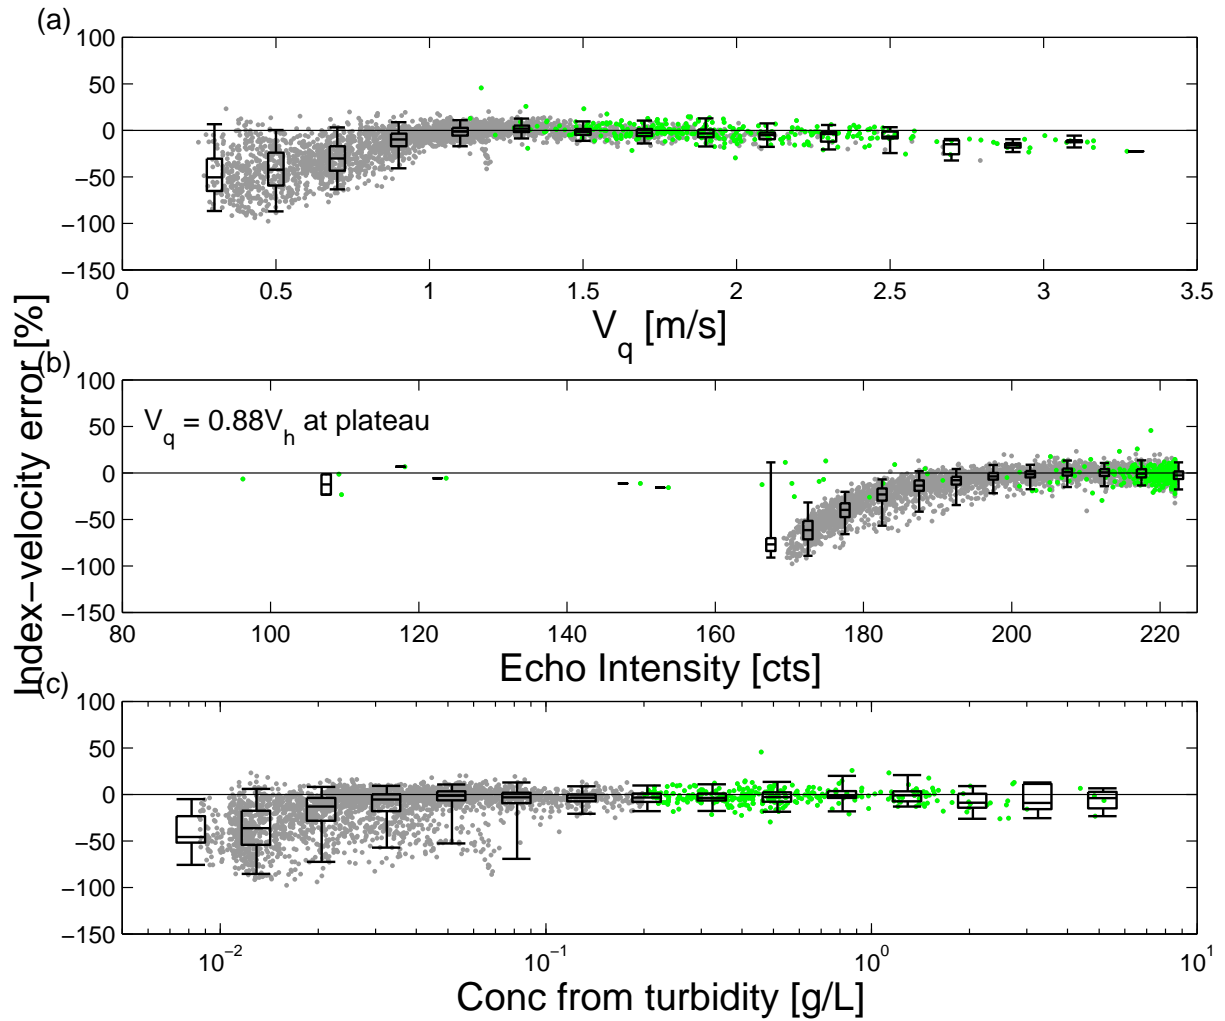 (a)
100
50
0
−50
−100
−150
0 0.5 1 1.5 2 2.5 3 3.5
V_q [m/s]
Index−velocity error [%]
(b)
100
50
0
−50
−100
−150
V_q = 0.88V_h at plateau
80 100 120 140 160 180 200 220
Echo Intensity [cts]
(c)
100
50
0
−50
−100
−150
10^−2 10^−1 10^0 10^1
Conc from turbidity [g/L]